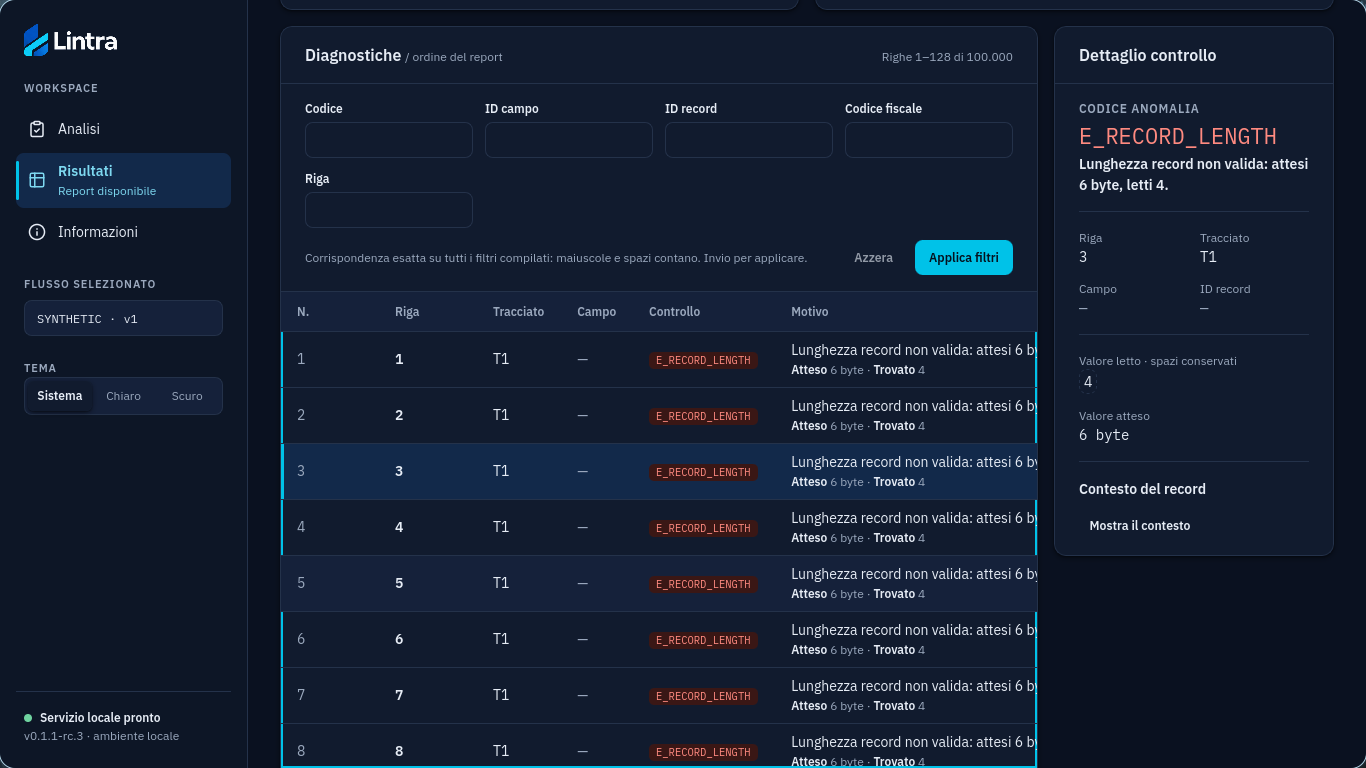 Lintra
WORKSPACE
Analisi
Risultati
Report disponibile
Informazioni
FLUSSO SELEZIONATO
SYNTHETIC · v1
TEMA
Sistema Chiaro Scuro
Servizio locale pronto
v0.1.1-rc.3 · ambiente locale
Diagnostiche / ordine del report Righe 1–128 di 100.000
Codice ID campo ID record Codice fiscale
Riga
Corrispondenza esatta su tutti i filtri compilati: maiuscole e spazi contano. Invio per applicare. Azzera Applica filtri
N. Riga Tracciato Campo Controllo Motivo
1 1 T1 — E_RECORD_LENGTH Lunghezza record non valida: attesi 6 by
Atteso 6 byte · Trovato 4
2 2 T1 — E_RECORD_LENGTH Lunghezza record non valida: attesi 6 by
Atteso 6 byte · Trovato 4
3 3 T1 — E_RECORD_LENGTH Lunghezza record non valida: attesi 6 by
Atteso 6 byte · Trovato 4
4 4 T1 — E_RECORD_LENGTH Lunghezza record non valida: attesi 6 by
Atteso 6 byte · Trovato 4
5 5 T1 — E_RECORD_LENGTH Lunghezza record non valida: attesi 6 by
Atteso 6 byte · Trovato 4
6 6 T1 — E_RECORD_LENGTH Lunghezza record non valida: attesi 6 by
Atteso 6 byte · Trovato 4
7 7 T1 — E_RECORD_LENGTH Lunghezza record non valida: attesi 6 by
Atteso 6 byte · Trovato 4
8 8 T1 — E_RECORD_LENGTH Lunghezza record non valida: attesi 6 by
Atteso 6 byte · Trovato 4
Dettaglio controllo
CODICE ANOMALIA
E_RECORD_LENGTH
Lunghezza record non valida: attesi
6 byte, letti 4.
Riga Tracciato
3 T1
Campo ID record
— —
Valore letto · spazi conservati
4
Valore atteso
6 byte
Contesto del record
Mostra il contesto